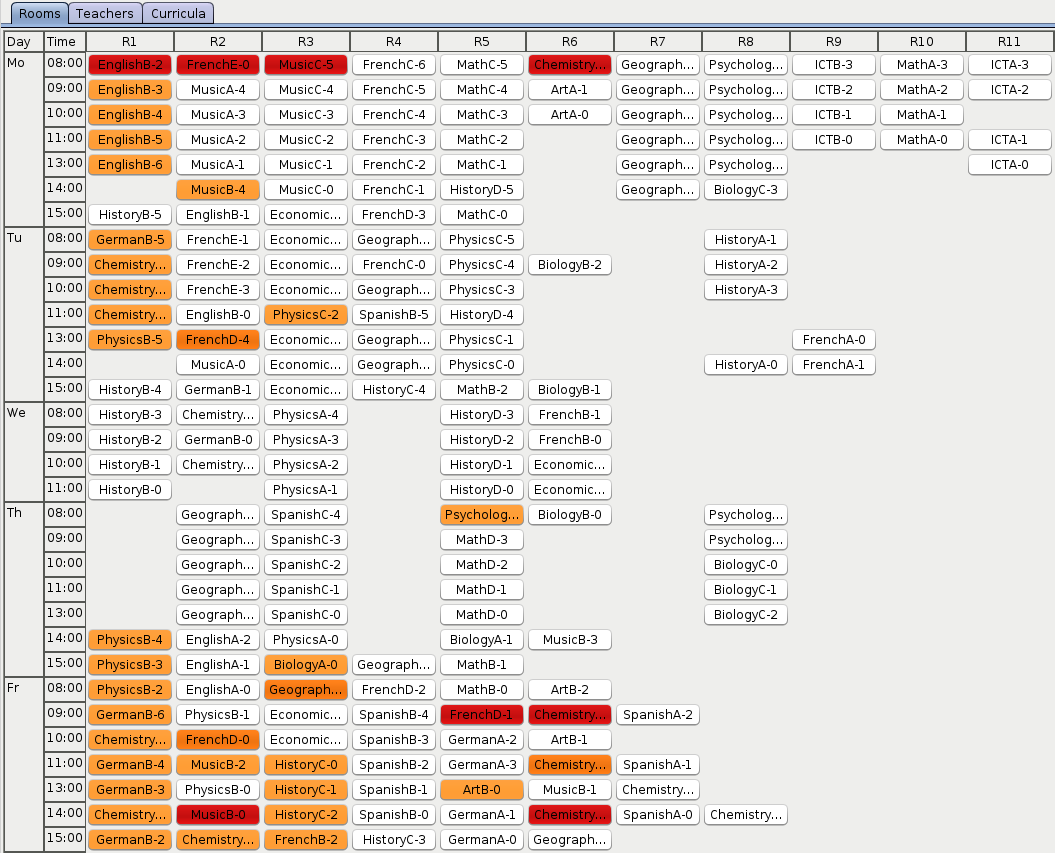 Rooms Teachers Curricula
Day Time R1 R2 R3 R4 R5 R6 R7 R8 R9 R10 R11
Mo 08:00 EnglishB-2 FrenchE-0 MusicC-5 FrenchC-6 MathC-5 Chemistry... Geograph... Psycholog... ICTB-3 MathA-3 ICTA-3
09:00 EnglishB-3 MusicA-4 MusicC-4 FrenchC-5 MathC-4 ArtA-1 Geograph... Psycholog... ICTB-2 MathA-2 ICTA-2
10:00 EnglishB-4 MusicA-3 MusicC-3 FrenchC-4 MathC-3 ArtA-0 Geograph... Psycholog... ICTB-1 MathA-1
11:00 EnglishB-5 MusicA-2 MusicC-2 FrenchC-3 MathC-2 Geograph... Psycholog... ICTB-0 MathA-0 ICTA-1
13:00 EnglishB-6 MusicA-1 MusicC-1 FrenchC-2 MathC-1 Geograph... Psycholog... ICTA-0
14:00 MusicB-4 MusicC-0 FrenchC-1 HistoryD-5 Geograph... BiologyC-3
15:00 HistoryB-5 EnglishB-1 Economic... FrenchD-3 MathC-0
Tu 08:00 GermanB-5 FrenchE-1 Economic... Geograph... PhysicsC-5 HistoryA-1
09:00 Chemistry... FrenchE-2 Economic... FrenchC-0 PhysicsC-4 BiologyB-2 HistoryA-2
10:00 Chemistry... FrenchE-3 Economic... Geograph... PhysicsC-3 HistoryA-3
11:00 Chemistry... EnglishB-0 PhysicsC-2 SpanishB-5 HistoryD-4
13:00 PhysicsB-5 FrenchD-4 Economic... Geograph... PhysicsC-1 FrenchA-0
14:00 MusicA-0 Economic... Geograph... PhysicsC-0 HistoryA-0 FrenchA-1
15:00 HistoryB-4 GermanB-1 Economic... HistoryC-4 MathB-2 BiologyB-1
We 08:00 HistoryB-3 Chemistry... PhysicsA-4 HistoryD-3 FrenchB-1
09:00 HistoryB-2 GermanB-0 PhysicsA-3 HistoryD-2 FrenchB-0
10:00 HistoryB-1 Chemistry... PhysicsA-2 HistoryD-1 Economic...
11:00 HistoryB-0 PhysicsA-1 HistoryD-0 Economic...
Th 08:00 Geograph... SpanishC-4 Psycholog... BiologyB-0 Psycholog...
09:00 Geograph... SpanishC-3 MathD-3 Psycholog...
10:00 Geograph... SpanishC-2 MathD-2 BiologyC-0
11:00 Geograph... SpanishC-1 MathD-1 BiologyC-1
13:00 Geograph... SpanishC-0 MathD-0 BiologyC-2
14:00 PhysicsB-4 EnglishA-2 PhysicsA-0 BiologyA-1 MusicB-3
15:00 PhysicsB-3 EnglishA-1 BiologyA-0 Geograph... MathB-1
Fr 08:00 PhysicsB-2 EnglishA-0 Geograph... FrenchD-2 MathB-0 ArtB-2
09:00 GermanB-6 PhysicsB-1 Economic... SpanishB-4 FrenchD-1 Chemistry... SpanishA-2
10:00 Chemistry... FrenchD-0 Economic... SpanishB-3 GermanA-2 ArtB-1
11:00 GermanB-4 MusicB-2 HistoryC-0 SpanishB-2 GermanA-3 Chemistry... SpanishA-1
13:00 GermanB-3 PhysicsB-0 HistoryC-1 SpanishB-1 ArtB-0 MusicB-1 Chemistry...
14:00 Chemistry... MusicB-0 HistoryC-2 SpanishB-0 GermanA-1 Chemistry... SpanishA-0 Chemistry...
15:00 GermanB-2 Chemistry... FrenchB-2 HistoryC-3 GermanA-0 Geograph...